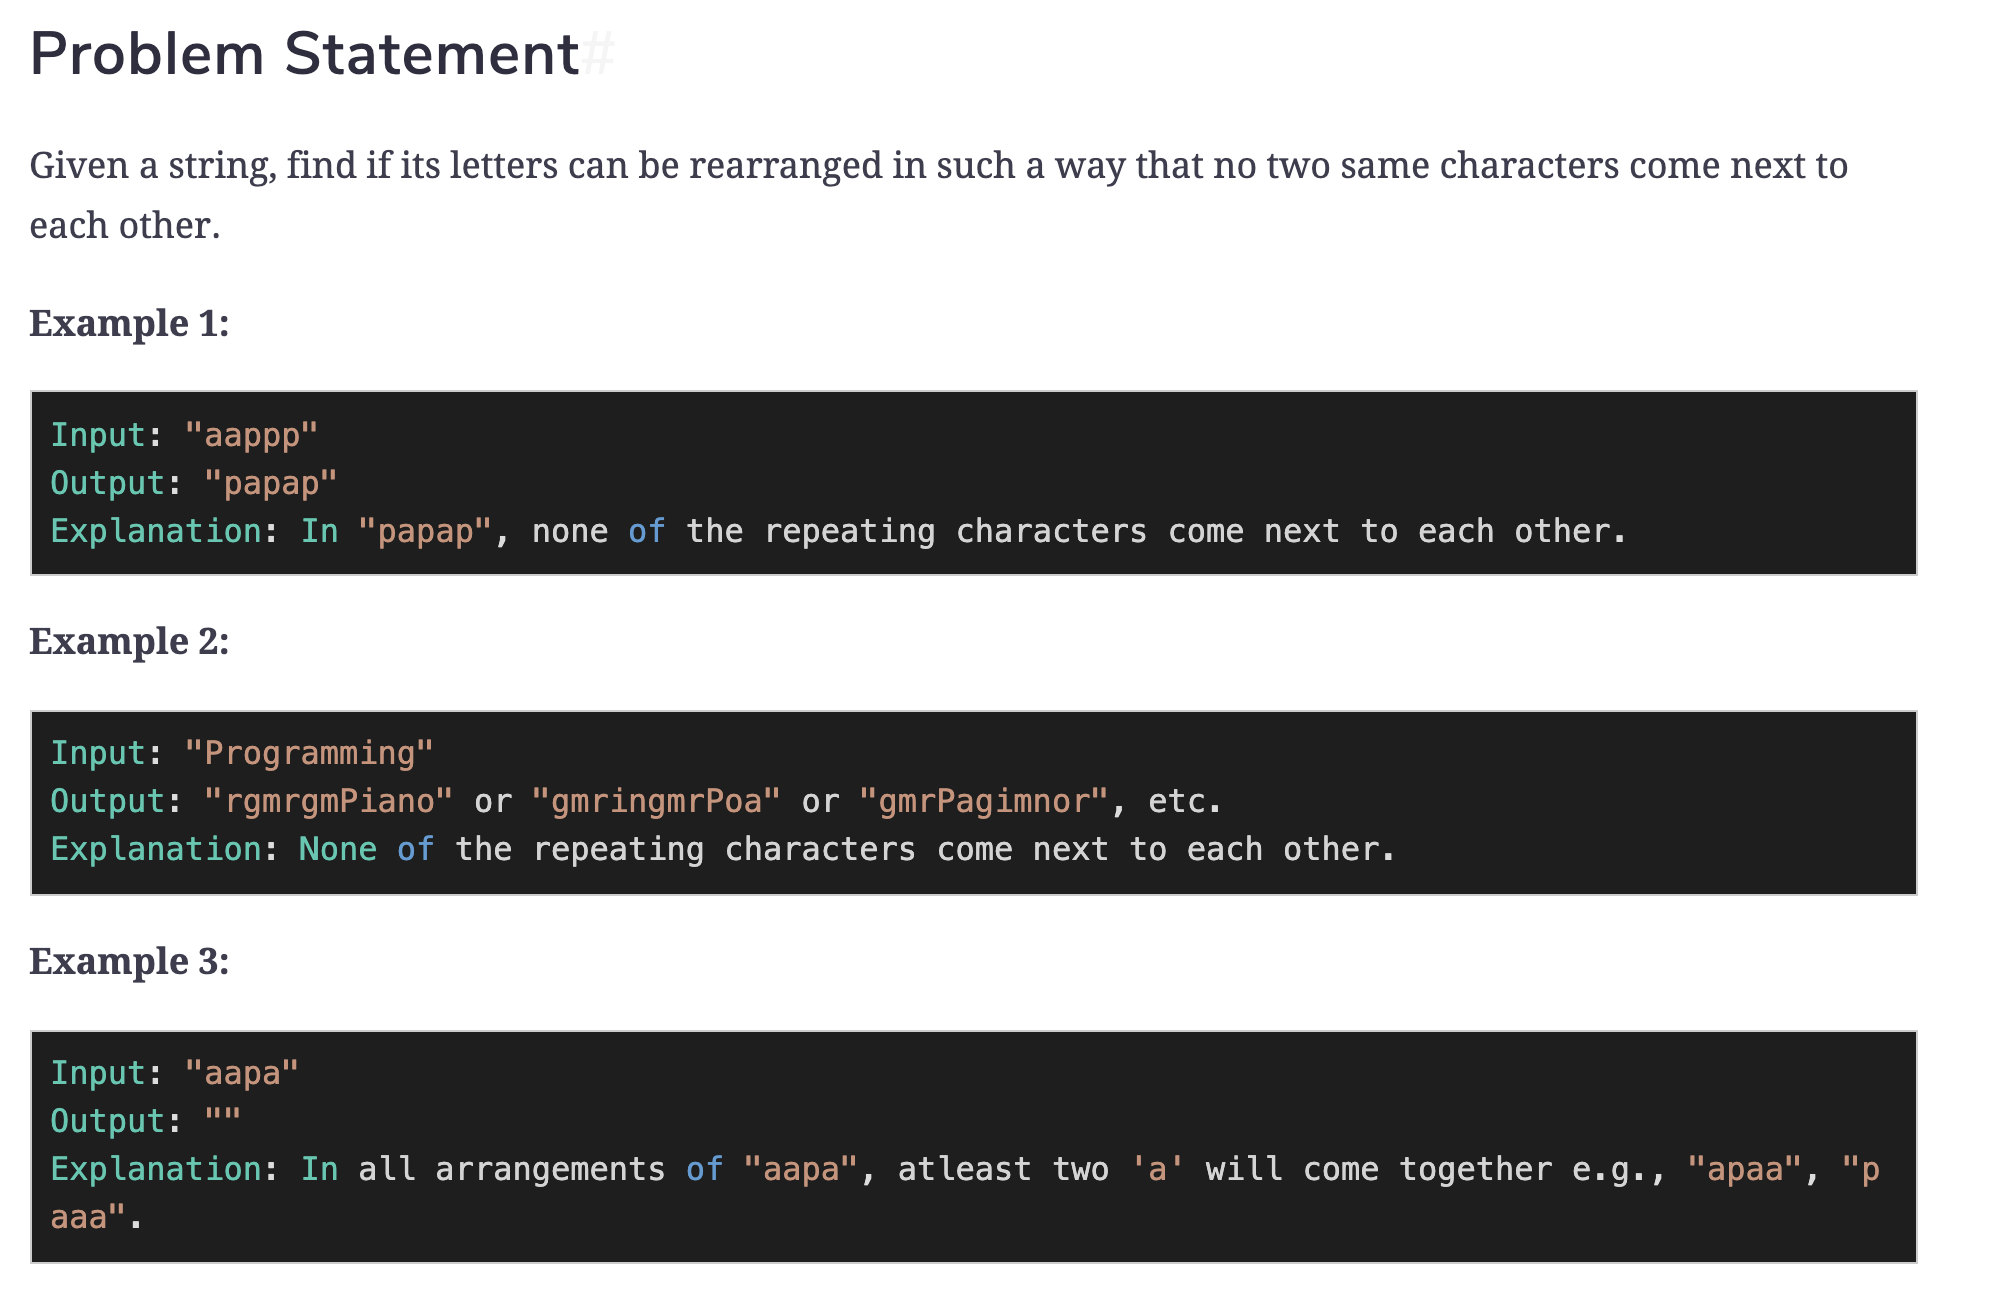 Problem Statement#
Given a string, find if its letters can be rearranged in such a way that no two same characters come next to
each other.
Example 1:
Input: "aappp"
Output: "papap"
Explanation: In "papap", none of the repeating characters come next to each other.
Example 2:
Input: "Programming"
Output: "rgmrgmPiano" or "gmringmrPoa" or "gmrPagimnor", etc.
Explanation: None of the repeating characters come next to each other.
Example 3:
Input: "aapa"
Output: ""
Explanation: In all arrangements of "aapa", atleast two 'a' will come together e.g., "apaa", "p
aaa".